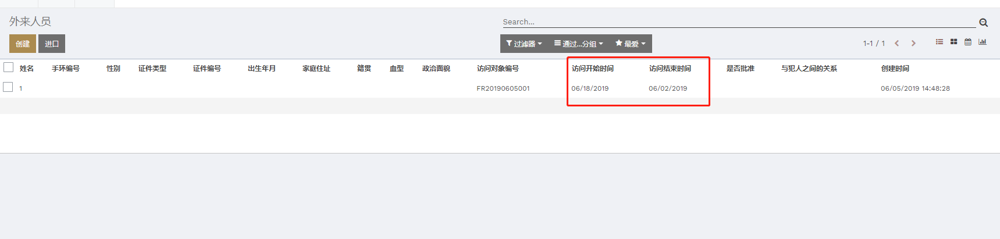 外来人员
Search...
创建 进口
过滤器 通过...分组 最爱
1-1 / 1
姓名 手环编号 性别 证件类型 证件编号 出生年月 家庭住址 籍贯 血型 政治面貌 访问对象编号 访问开始时间 访问结束时间 是否批准 与犯人之间的关系 创建时间
1 FR20190605001 06/18/2019 06/02/2019 06/05/2019 14:48:28